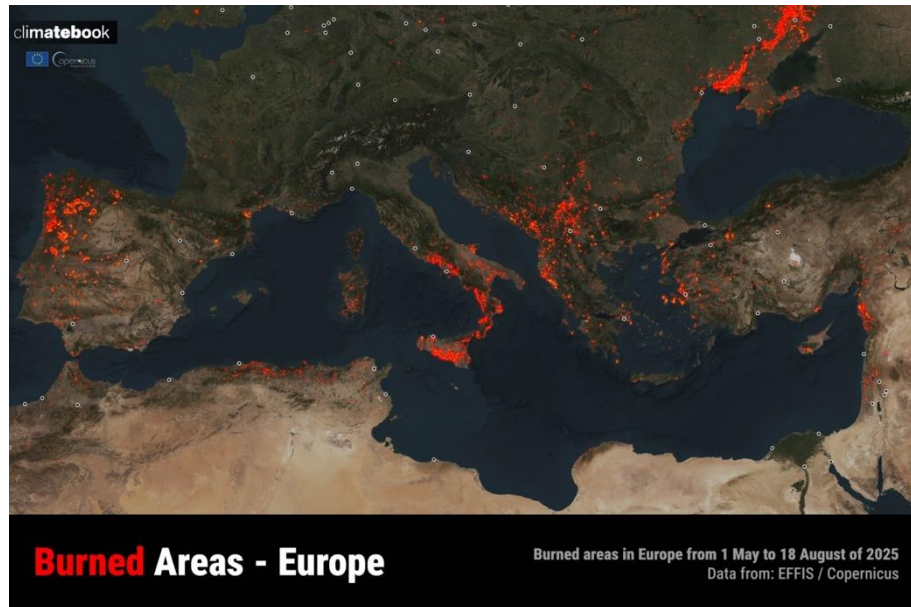 climatebook
Copernicus
Burned Areas - Europe
Burned areas in Europe from 1 May to 18 August of 2025
Data from: EFFIS / Copernicus